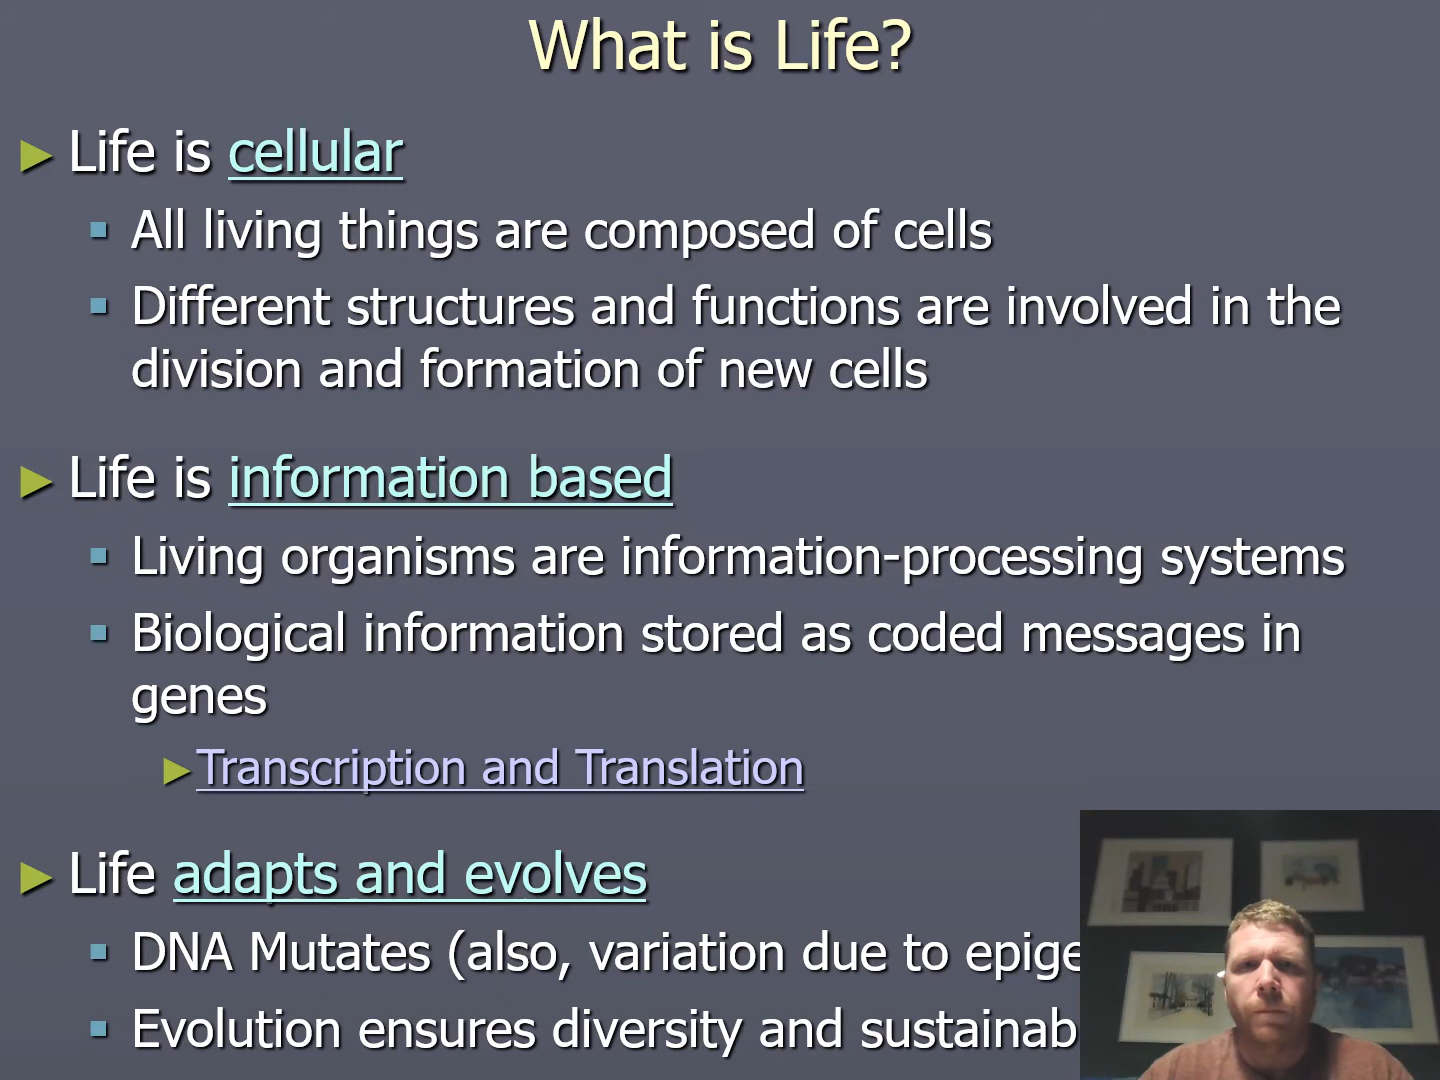 What is Life?
Life is cellular
All living things are composed of cells
Different structures and functions are involved in the
division and formation of new cells
Life is information based
Living organisms are information-processing systems
Biological information stored as coded messages in
genes
Transcription and Translation
Life adapts and evolves
DNA Mutates (also, variation due to
Evolution ensures diversity and